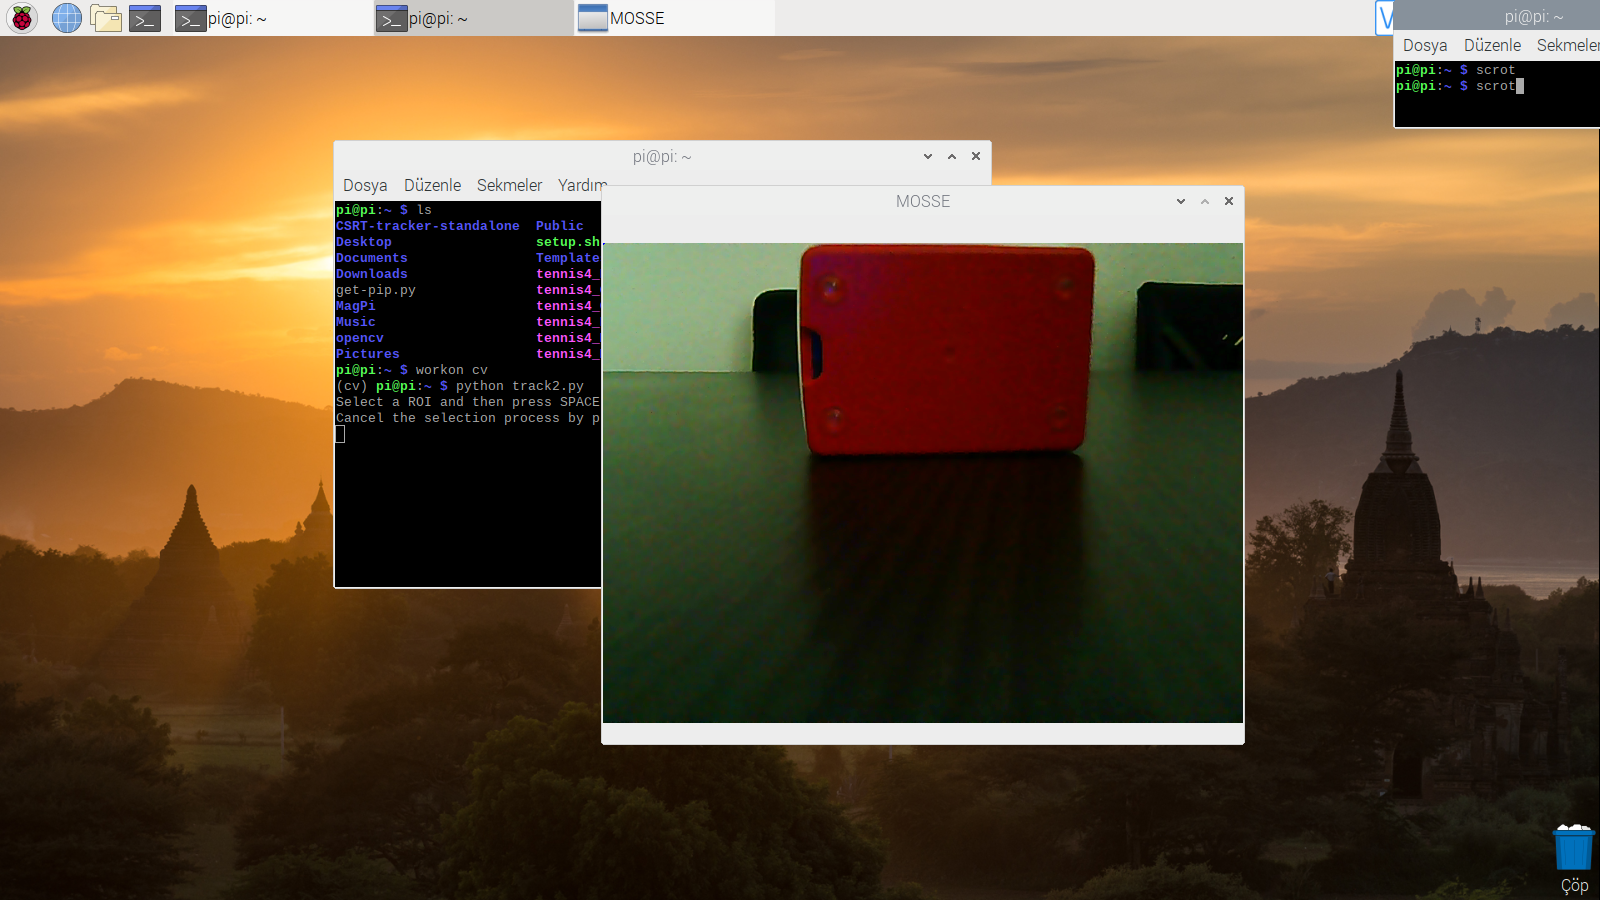 pi@pi: ~
pi@pi: ~
MOSSE
pi@pi: ~
Dosya Düzenle Sekmeler
pi@pi:~ $ scrot
pi@pi:~ $ scrot
pi@pi: ~
Dosya Düzenle Sekmeler Yardım
pi@pi:~ $ ls
CSRT-tracker-standalone Public
Desktop setup.sh
Documents Template
Downloads tennis4_
get-pip.py tennis4_
MagPi tennis4_
Music tennis4_
opencv tennis4_
Pictures tennis4_
pi@pi:~ $ workon cv
(cv) pi@pi:~ $ python track2.py
Select a ROI and then press SPACE
Cancel the selection process by p
MOSSE
Çöp